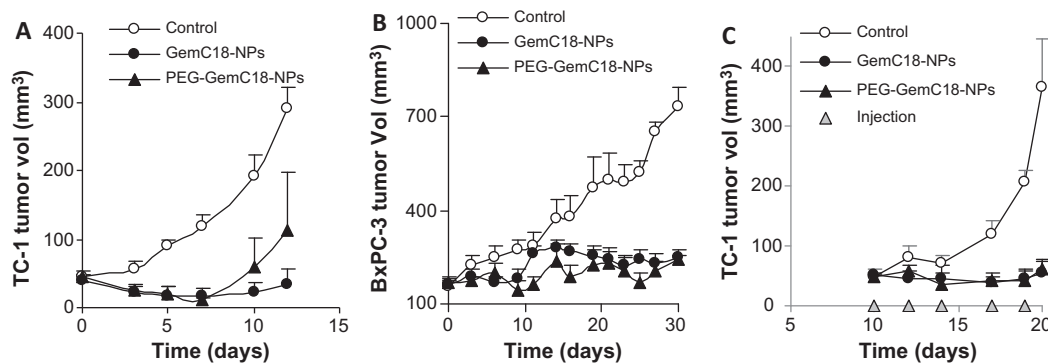 A
Control
GemC18-NPs
PEG-GemC18-NPs
TC-1 tumor vol (mm³)
400
300
200
100
0
0
5
10
15
Time (days)
B
Control
GemC18-NPs
PEG-GemC18-NPs
BxPC-3 tumor Vol (mm³)
1000
700
400
100
0
10
20
30
Time (days)
C
Control
GemC18-NPs
PEG-GemC18-NPs
Injection
TC-1 tumor vol (mm³)
400
300
200
100
0
5
10
15
20
Time (days)